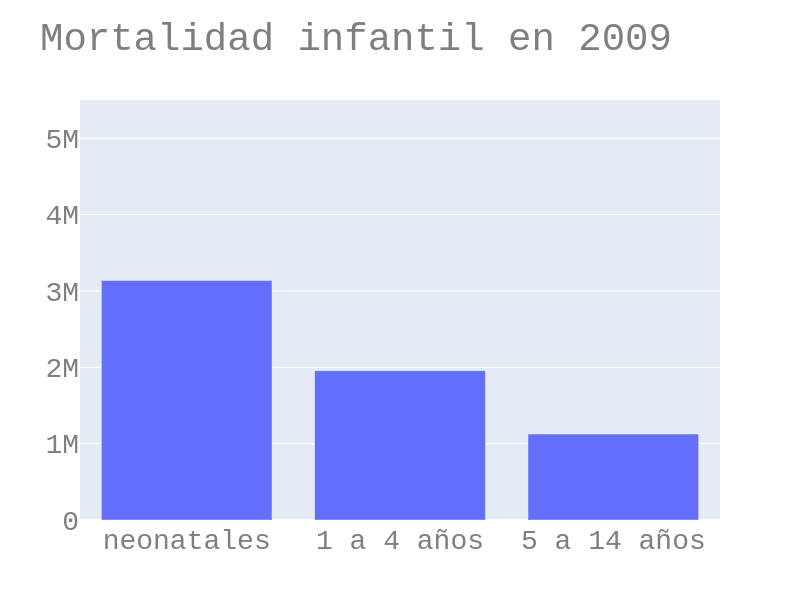 Mortalidad infantil en 2009
5M
4M
3M
2M
1M
0
neonatales 1 a 4 años 5 a 14 años